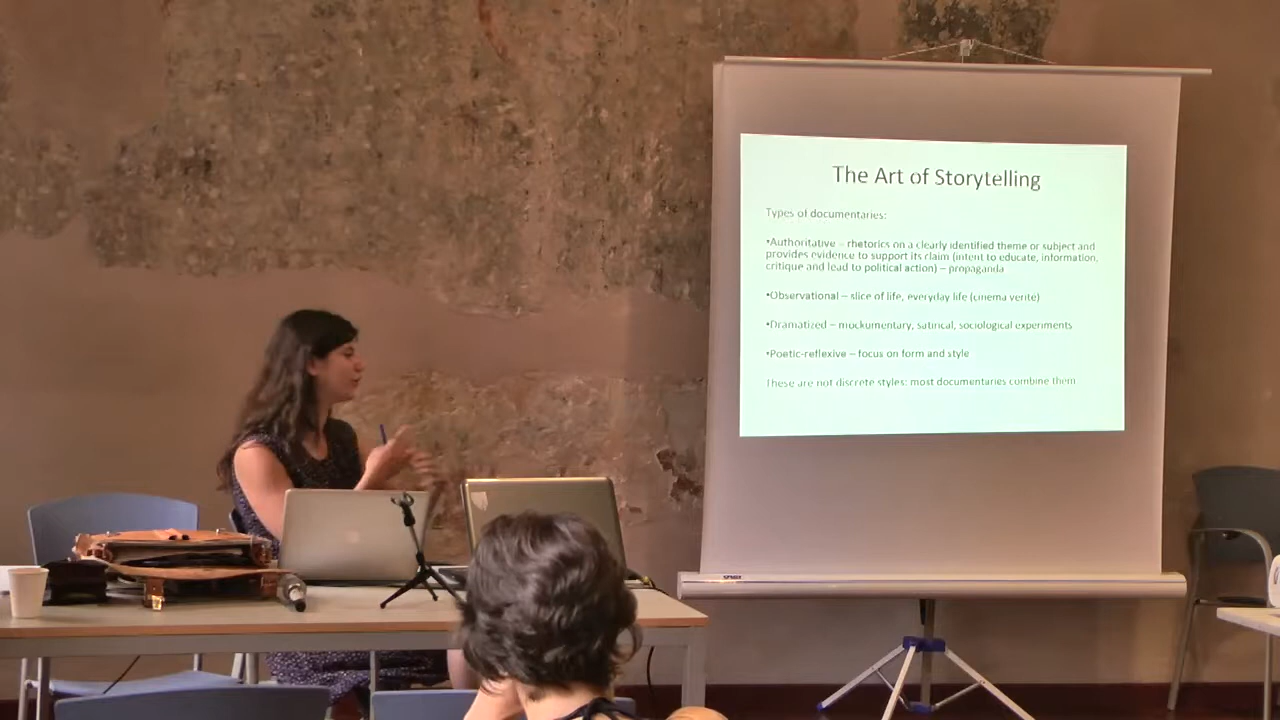 The Art of Storytelling
Types of documentaries:
•Authoritative – rhetorics on a clearly identified theme or subject and
provides evidence to support its claim (intent to educate, information,
critique and lead to political action) – propaganda
•Observational – slice of life, everyday life (cinema verite)
•Dramatized – mockumentary, satirical, sociological experiments
•Poetic-reflexive – focus on form and style
These are not discrete styles: most documentaries combine them